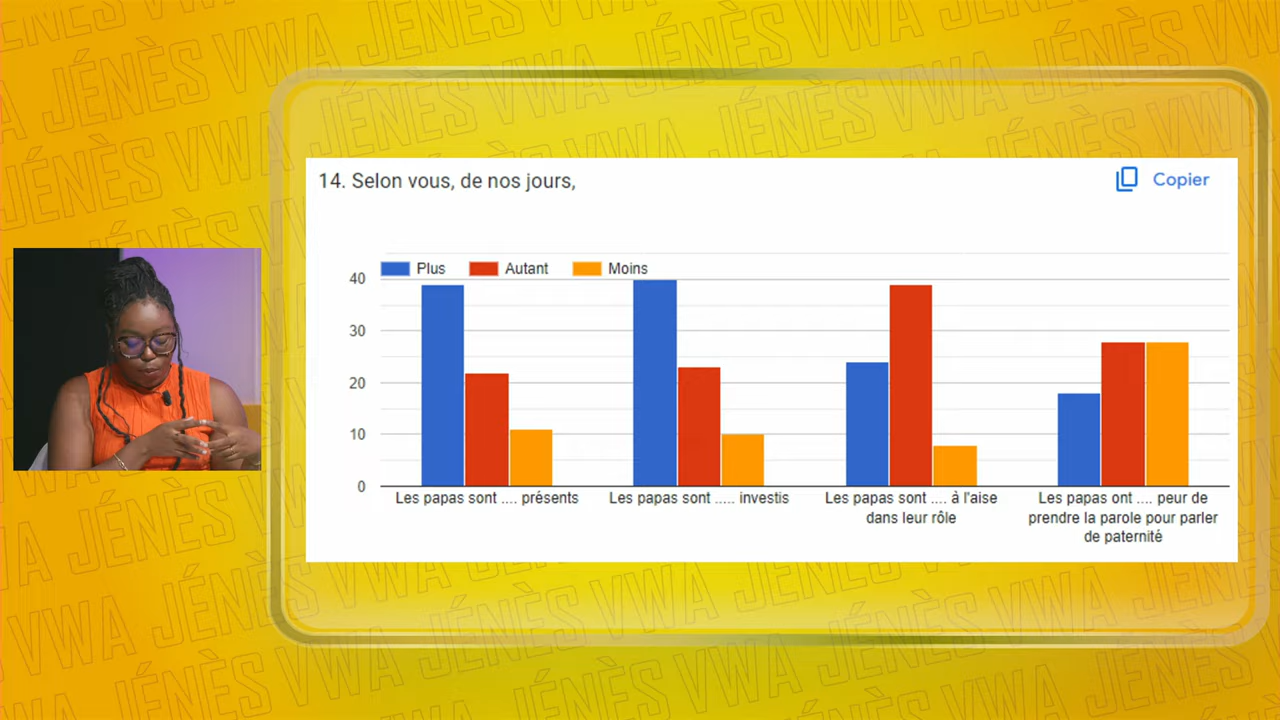 14. Selon vous, de nos jours,
Copier
Plus Autant Moins
40
30
20
10
0
Les papas sont .... présents
Les papas sont ..... investis
Les papas sont .... à l'aise
dans leur rôle
Les papas ont .... peur de
prendre la parole pour parler
de paternité
VWA JÉNÈS